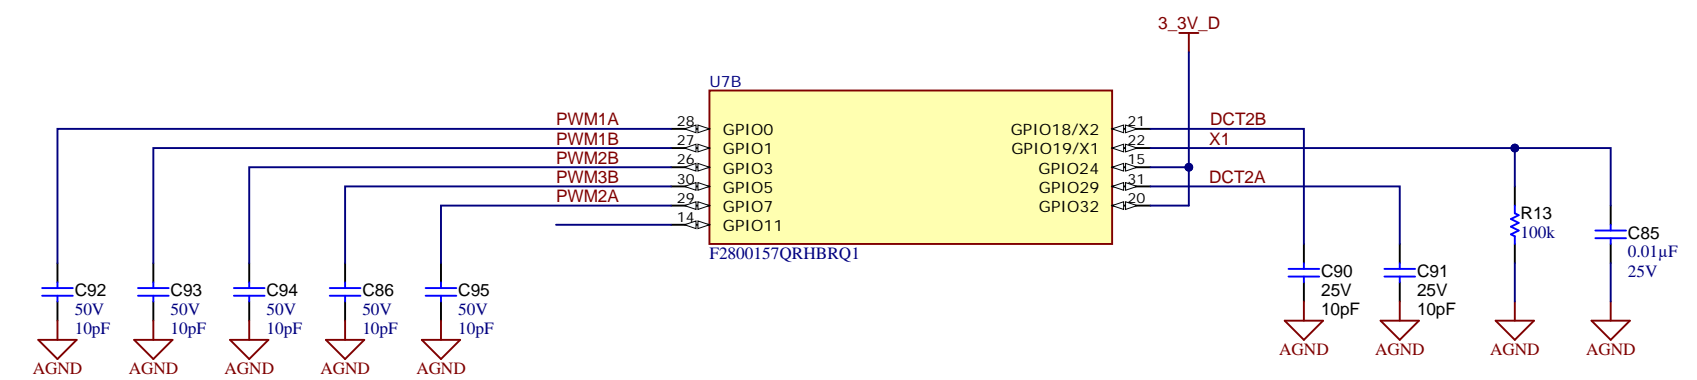 3_3V_D
U7B
PWM1A 28 GPIO0
PWM1B 27 GPIO1
PWM2B 26 GPIO3
PWM3B 30 GPIO5
PWM2A 29 GPIO7
14 GPIO11
GPIO18/X2 21 DCT2B
GPIO19/X1 22 X1
GPIO24 15
GPIO29 31 DCT2A
GPIO32 20
F2800157QRHBRQ1
R13
100k
C85
0.01µF
25V
C92
50V
10pF
AGND
C93
50V
10pF
AGND
C94
50V
10pF
AGND
C86
50V
10pF
AGND
C95
50V
10pF
AGND
C90
25V
10pF
AGND
C91
25V
10pF
AGND
AGND
AGND